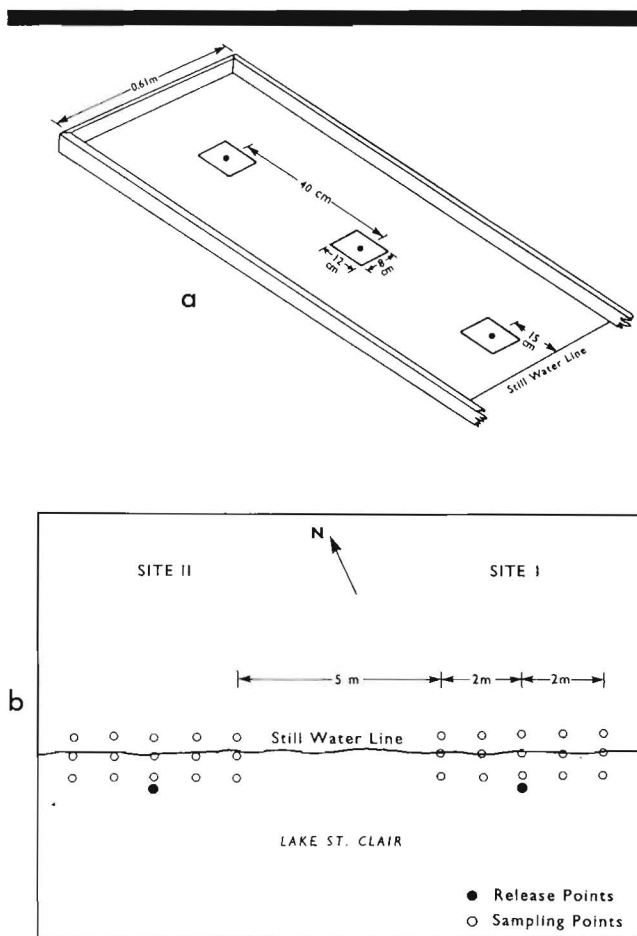 0.61m
40 cm
12 cm
8 cm
a
15 cm
Still Water Line
N
SITE II
SITE I
5 m
2m
2m
b
Still Water Line
LAKE ST. CLAIR
Release Points
Sampling Points